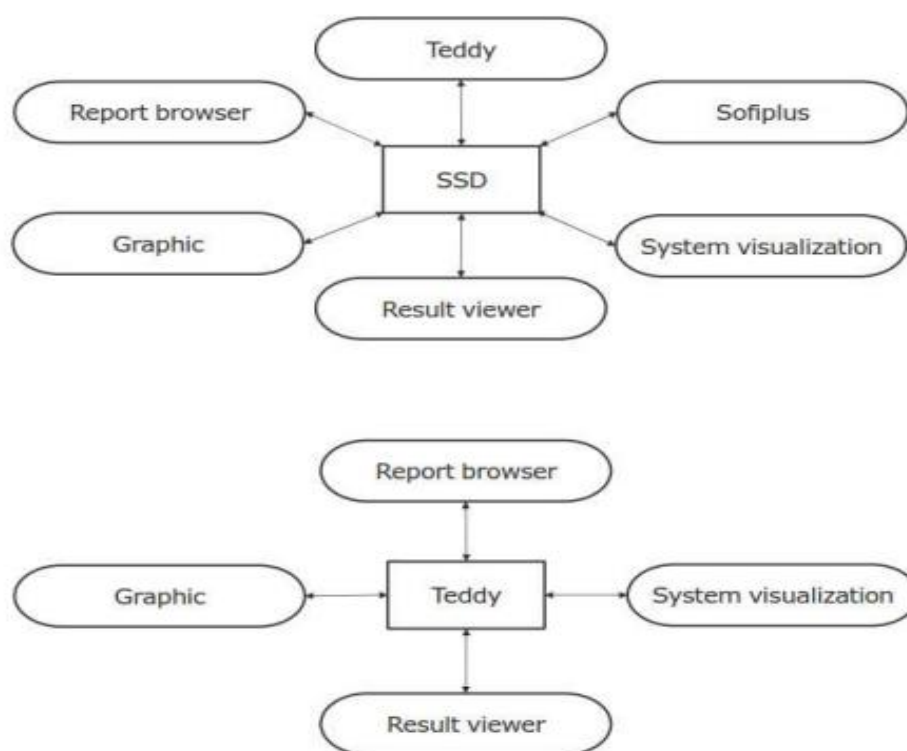 Teddy
Report browser
Sofiplus
SSD
Graphic
System visualization
Result viewer
Report browser
Graphic
Teddy
System visualization
Result viewer